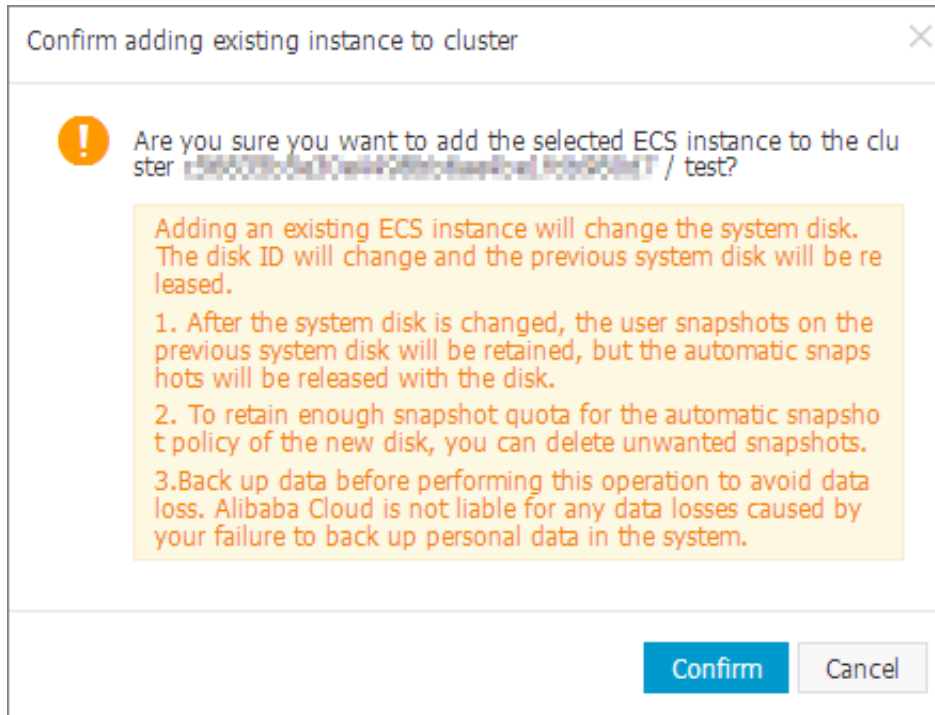 Confirm adding existing instance to cluster
Are you sure you want to add the selected ECS instance to the clu
ster / test?
Adding an existing ECS instance will change the system disk.
The disk ID will change and the previous system disk will be re
leased.
1. After the system disk is changed, the user snapshots on the
previous system disk will be retained, but the automatic snaps
hots will be released with the disk.
2. To retain enough snapshot quota for the automatic snapsho
t policy of the new disk, you can delete unwanted snapshots.
3.Back up data before performing this operation to avoid data
loss. Alibaba Cloud is not liable for any data losses caused by
your failure to back up personal data in the system.
Confirm
Cancel